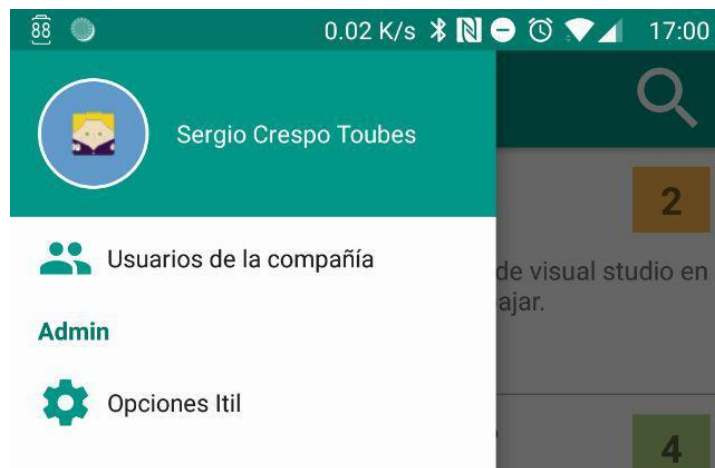 88 0.02 K/s 17:00
Sergio Crespo Toubes
2
Usuarios de la compañía
de visual studio en
ajar.
Admin
Opciones Itil
4